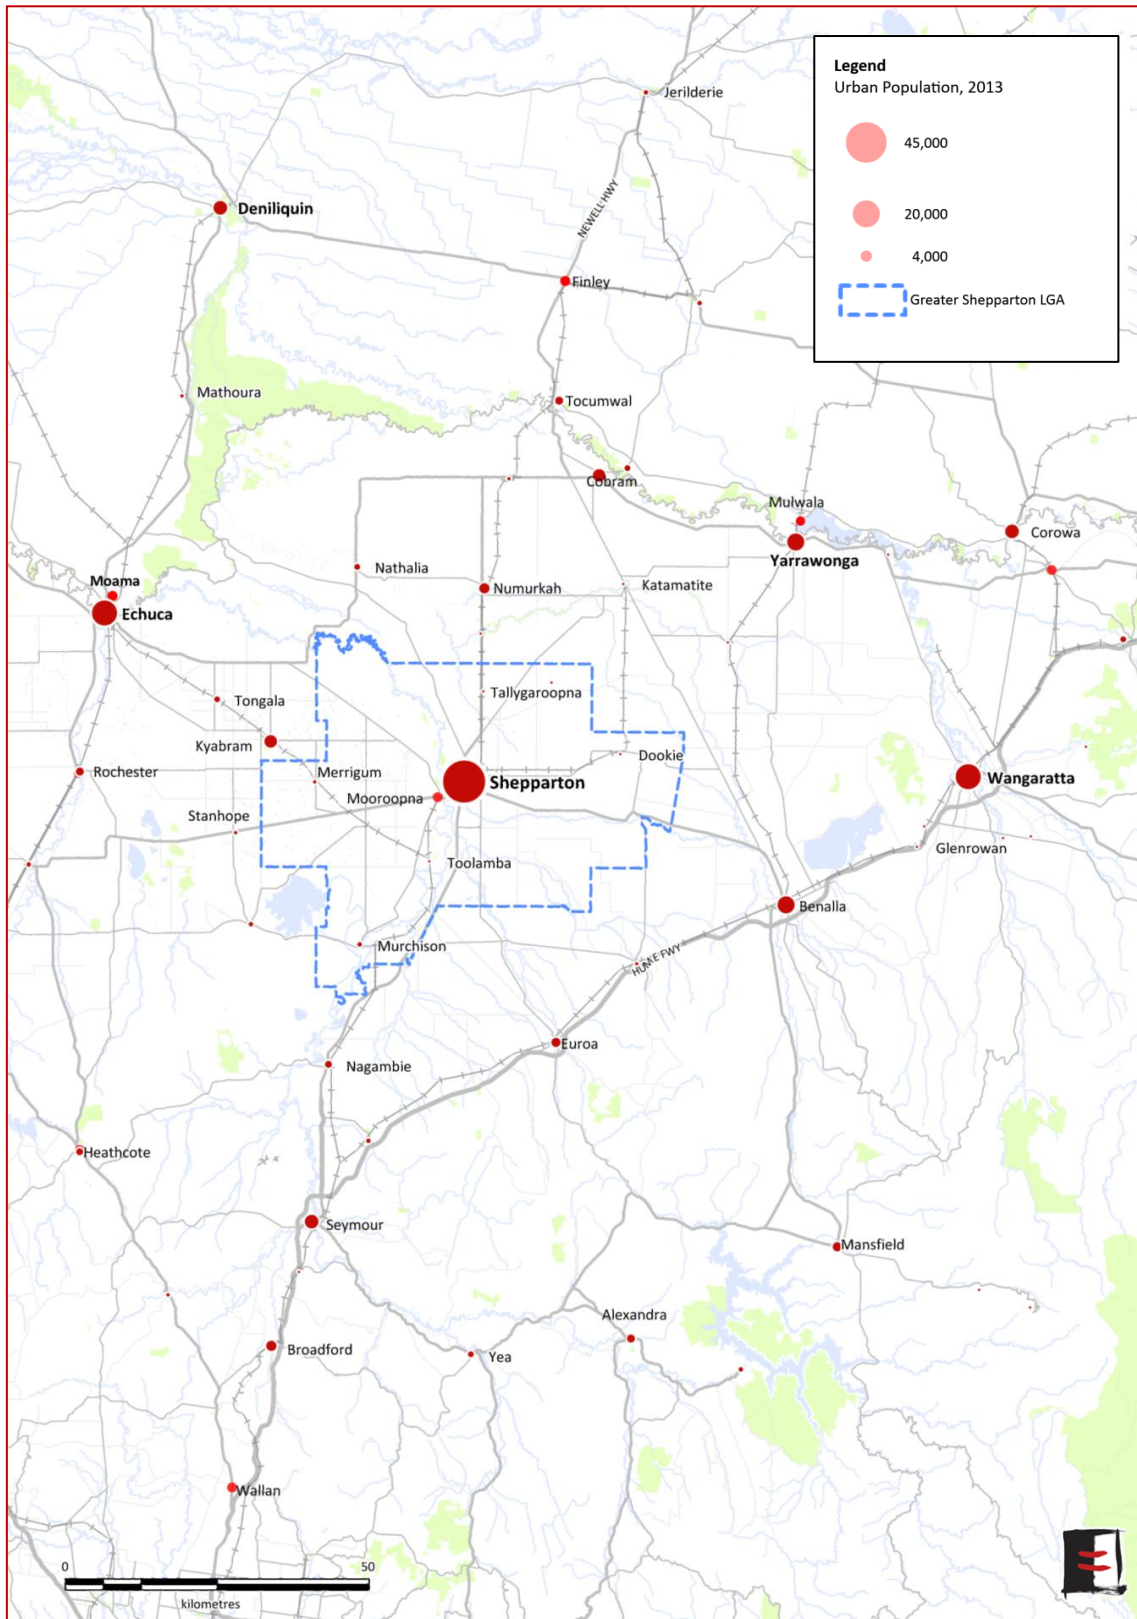 Legend
Urban Population, 2013
45,000
20,000
4,000
Greater Shepparton LGA
Jerilderie
NEWELL HWY
Deniliquin
Finley
Mathoura
Tocumwal
Cobram
Mulwala
Corowa
Yarrawonga
Nathalia
Moama
Numurkah
Katamatite
Echuca
Tallygaroopna
Tongala
Kyabram
Dookie
Rochester
Merrigum
Shepparton
Wangaratta
Mooroopna
Stanhope
Glenrowan
Toolamba
Benalla
Murchison
HUME FWY
Euroa
Nagambie
Heathcote
Seymour
Mansfield
Alexandra
Broadford
Yea
Wallan
0 50
kilometres